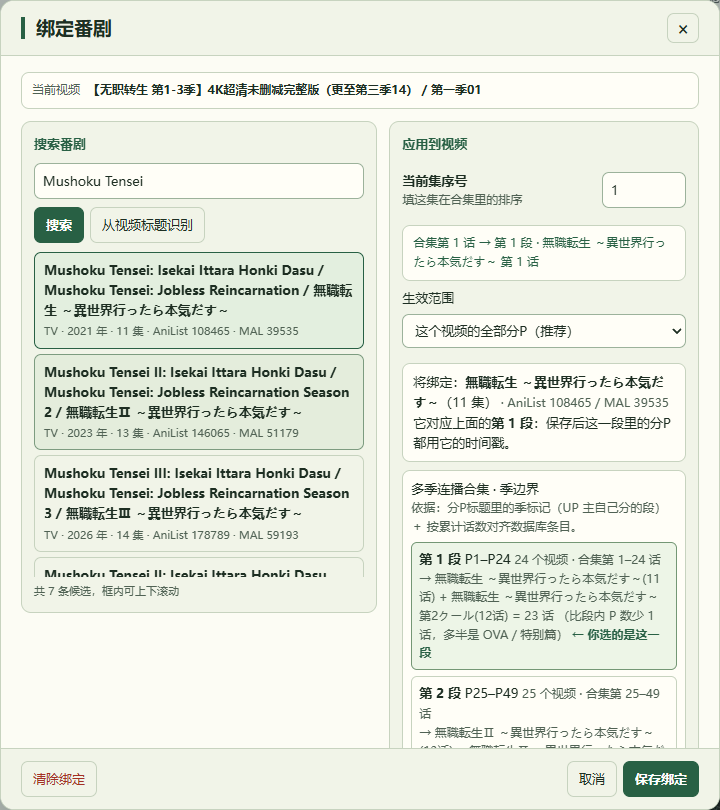 绑定番剧
×
当前视频 【无职转生 第1-3季】4K超清未删减完整版（更至第三季14） / 第一季01
搜索番剧
Mushoku Tensei
搜索
从视频标题识别
Mushoku Tensei: Isekai Ittara Honki Dasu /
Mushoku Tensei: Jobless Reincarnation / 無職転
生 ～異世界行ったら本気だす～
TV · 2021 年 · 11 集 · AniList 108465 · MAL 39535
Mushoku Tensei II: Isekai Ittara Honki Dasu /
Mushoku Tensei: Jobless Reincarnation Season
2 / 無職転生Ⅱ ～異世界行ったら本気だす～
TV · 2023 年 · 13 集 · AniList 146065 · MAL 51179
Mushoku Tensei III: Isekai Ittara Honki Dasu /
Mushoku Tensei: Jobless Reincarnation Season
3 / 無職転生Ⅲ ～異世界行ったら本気だす～
TV · 2026 年 · 14 集 · AniList 178789 · MAL 59193
Mushoku Tensei II: Isekai Ittara Honki Dasu
共 7 条候选，框内可上下滚动
应用到视频
当前集序号
填这集在合集里的排序
1
合集第 1 话 → 第 1 段 · 無職転生 ～異世界行っ
たら本気だす～ 第 1 话
生效范围
这个视频的全部分P（推荐）
将绑定：無職転生 ～異世界行ったら本気だ
す～（11 集） · AniList 108465 / MAL 39535
它对应上面的第 1 段：保存后这一段里的分P
都用它的时间戳。
多季连播合集 · 季边界
依据：分P标题里的季标记（UP 主自己分的段）
+ 按累计话数对齐数据库条目。
第 1 段 P1–P24 24 个视频 · 合集第 1–24 话
→ 無職転生 ～異世界行ったら本気だす～(11
话) + 無職転生 ～異世界行ったら本気だす～
第2クール(12话) = 23 话 （比段内 P 数少 1
话，多半是 OVA / 特别篇） ← 你选的是这一
段
第 2 段 P25–P49 25 个视频 · 合集第 25–49
话
→ 無職転生Ⅱ ～異世界行ったら本気だす～
清除绑定
取消
保存绑定